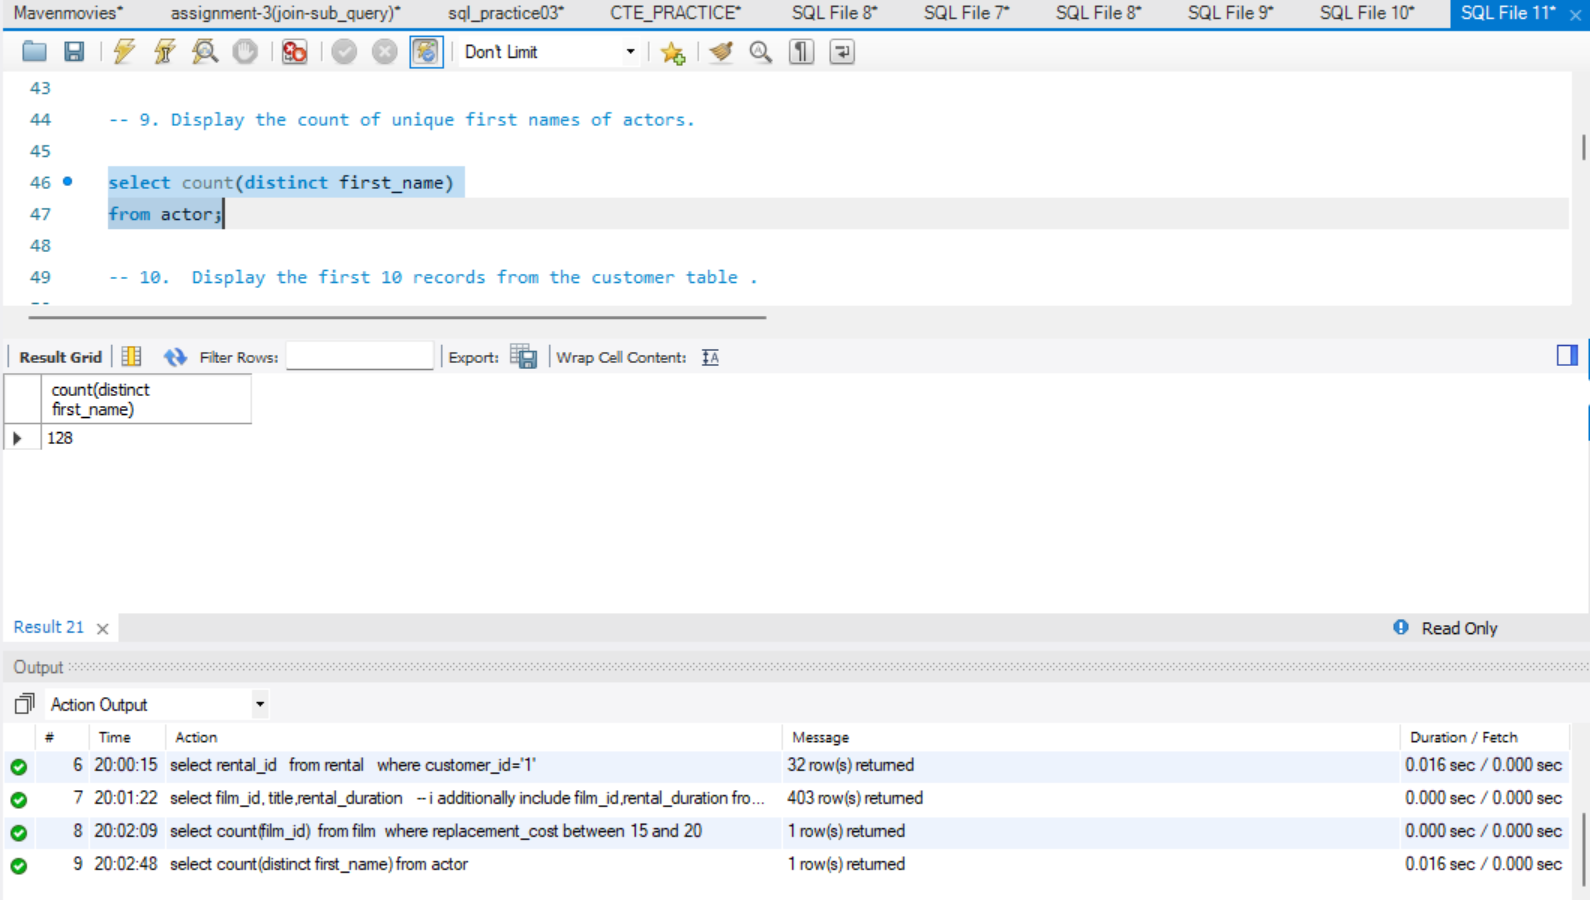 Mavenmovies* assignment-3(join-sub_query)* sql_practice03* CTE_PRACTICE* SQL File 8* SQL File 7* SQL File 8* SQL File 9* SQL File 10* SQL File 11*
Don't Limit
43
44 -- 9. Display the count of unique first names of actors.
45
46 select count(distinct first_name)
47 from actor;
48
49 -- 10.  Display the first 10 records from the customer table .
Result Grid Filter Rows: Export: Wrap Cell Content:
count(distinct
first_name)
128
Result 21 Read Only
Output
Action Output
# Time Action Message Duration / Fetch
6 20:00:15 select rental_id from rental where customer_id='1' 32 row(s) returned 0.016 sec / 0.000 sec
7 20:01:22 select film_id, title,rental_duration --i additionally include film_id,rental_duration fro... 403 row(s) returned 0.000 sec / 0.000 sec
8 20:02:09 select count(film_id) from film where replacement_cost between 15 and 20 1 row(s) returned 0.000 sec / 0.000 sec
9 20:02:48 select count(distinct first_name) from actor 1 row(s) returned 0.016 sec / 0.000 sec